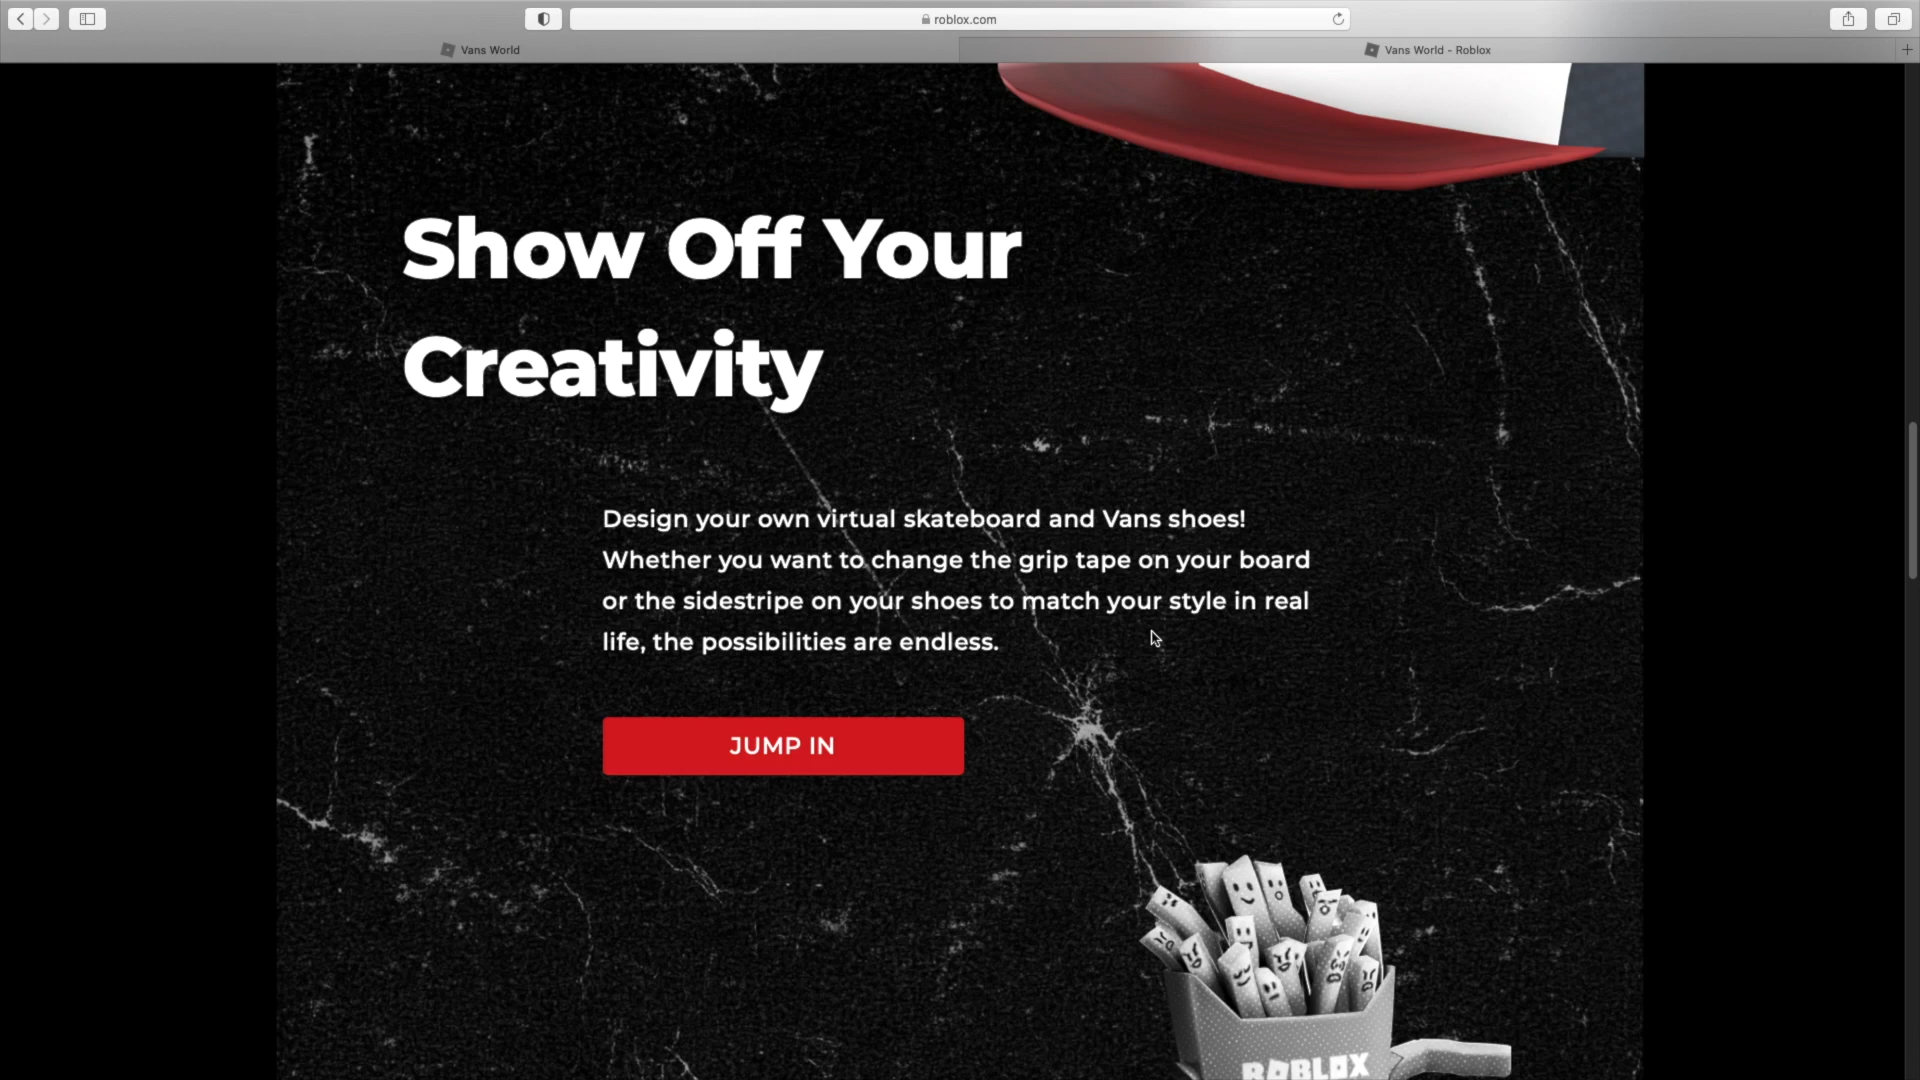 roblox.com
Vans World
Vans World - Roblox
Show Off Your
Creativity
Design your own virtual skateboard and Vans shoes!
Whether you want to change the grip tape on your board
or the sidestripe on your shoes to match your style in real
life, the possibilities are endless.
JUMP IN
ROBLOX